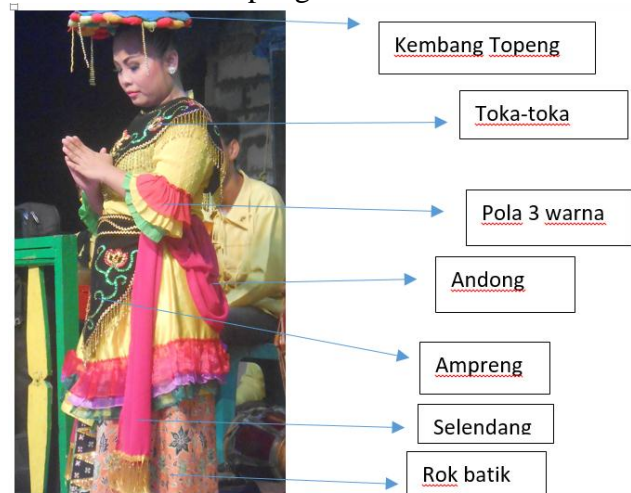 Kembang Topeng
Toka-toka
Pola 3 warna
Andong
Ampreng
Selendang
Rok batik